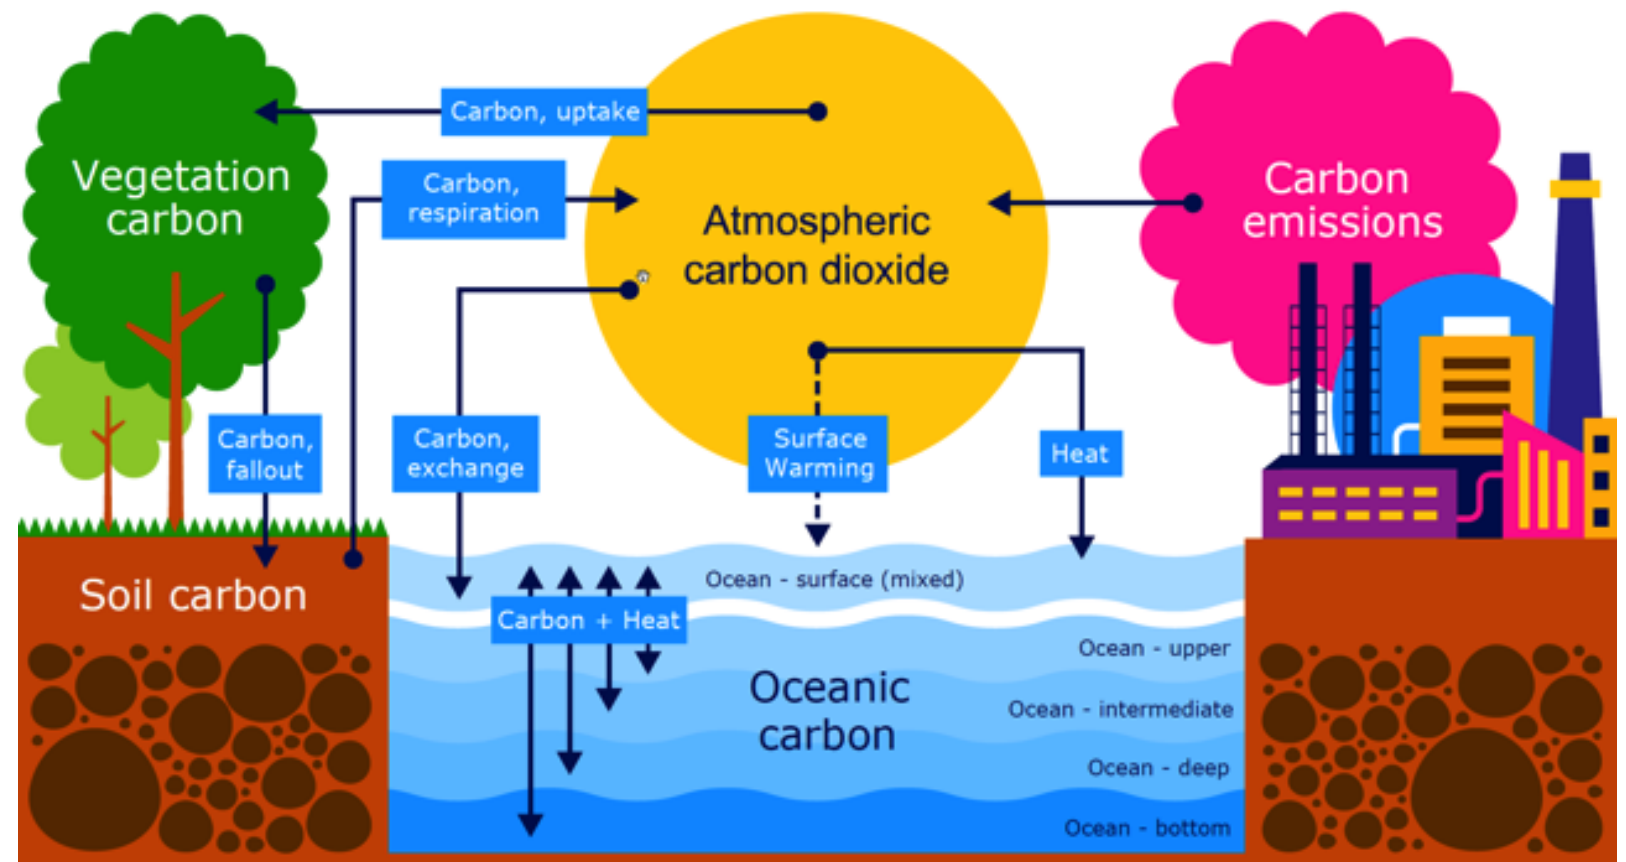 Carbon, uptake
Vegetation
carbon
Carbon,
respiration
Atmospheric
carbon dioxide
Carbon
emissions
Carbon,
fallout
Carbon,
exchange
Surface
Warming
Heat
Soil carbon
Ocean - surface (mixed)
Carbon + Heat
Ocean - upper
Oceanic
carbon
Ocean - intermediate
Ocean - deep
Ocean - bottom